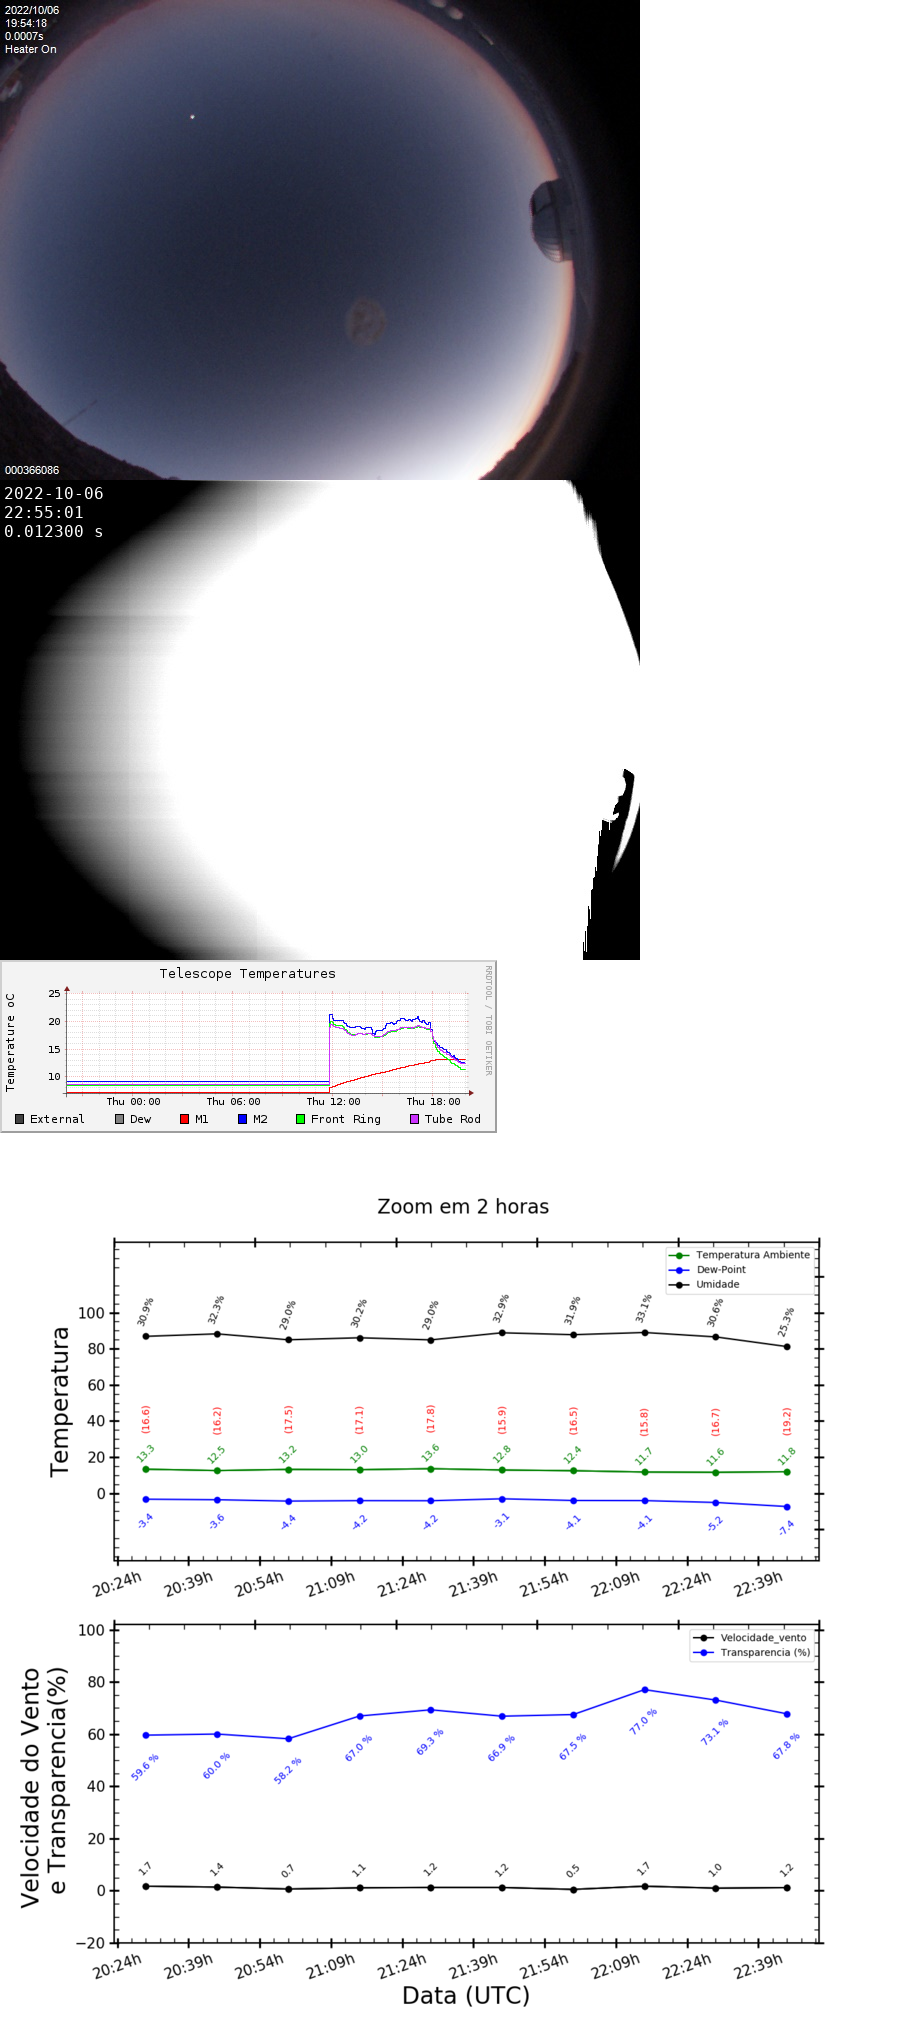 2022/10/06
19:54:18
0.0007s
Heater On
000366086
2022-10-06
22:55:01
0.012300 s
Telescope Temperatures
RRDTOOL / TOBI OETIKER
Temperature oC
25
20
15
10
Thu 00:00 Thu 06:00 Thu 12:00 Thu 18:00
External Dew M1 M2 Front Ring Tube Rod
Zoom em 2 horas
Temperatura Ambiente
Dew-Point
Umidade
Temperatura
100
80
60
40
20
0
30.9% 32.3% 29.0% 30.2% 29.0% 32.9% 31.9% 33.1% 30.6% 25.3%
(16.6) (16.2) (17.5) (17.1) (17.8) (15.9) (16.5) (15.8) (16.7) (19.2)
13.3 12.5 13.2 13.0 13.6 12.8 12.4 11.7 11.6 11.8
-3.4 -3.6 -4.4 -4.2 -4.2 -3.1 -4.1 -4.1 -5.2 -7.4
20:24h 20:39h 20:54h 21:09h 21:24h 21:39h 21:54h 22:09h 22:24h 22:39h
Velocidade_vento
Transparencia (%)
Velocidade do Vento
e Transparencia(%)
100
80
60
40
20
0
−20
59.6 % 60.0 % 58.2 % 67.0 % 69.3 % 66.9 % 67.5 % 77.0 % 73.1 % 67.8 %
1.7 1.4 0.7 1.1 1.2 1.2 0.5 1.7 1.0 1.2
20:24h 20:39h 20:54h 21:09h 21:24h 21:39h 21:54h 22:09h 22:24h 22:39h
Data (UTC)